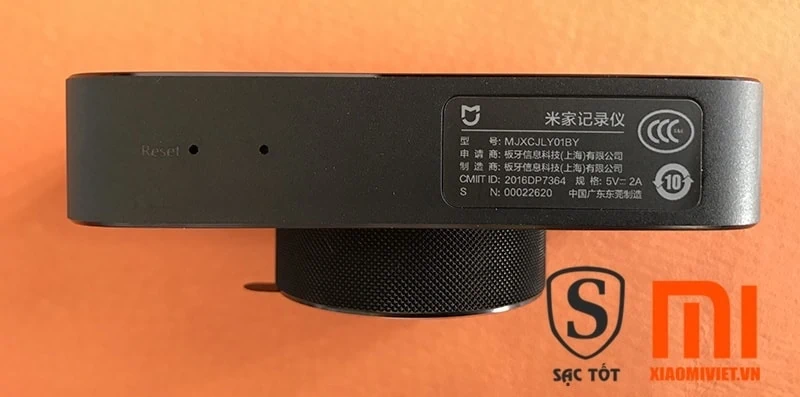 Reset
米家记录仪
型 号: MJXCJLY01BY
申 请 商: 板牙信息科技(上海)有限公司
制 造 商: 板牙信息科技(上海)有限公司
CMIIT ID: 2016DP7364 规 格: 5V⎓2A
S N: 00022620 中国广东东莞制造
CCC
10
S
SẠC TỐT
MI
XIAOMIVIET.VN